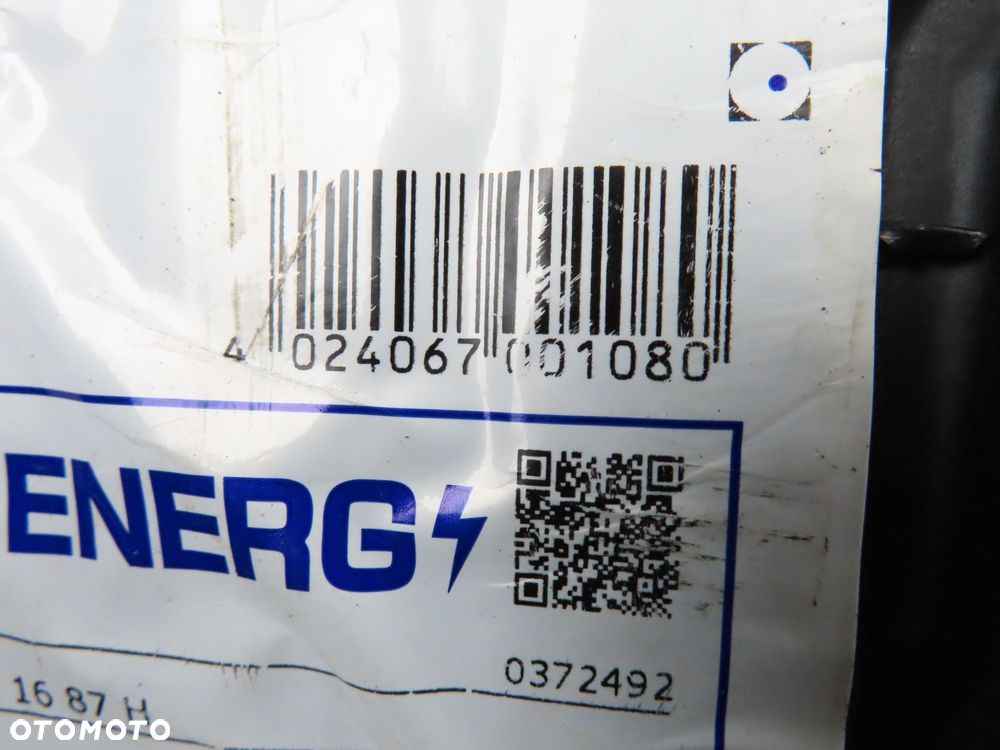 4 024067 001080
ENERG
0372492
16 87 H
OTOMOTO